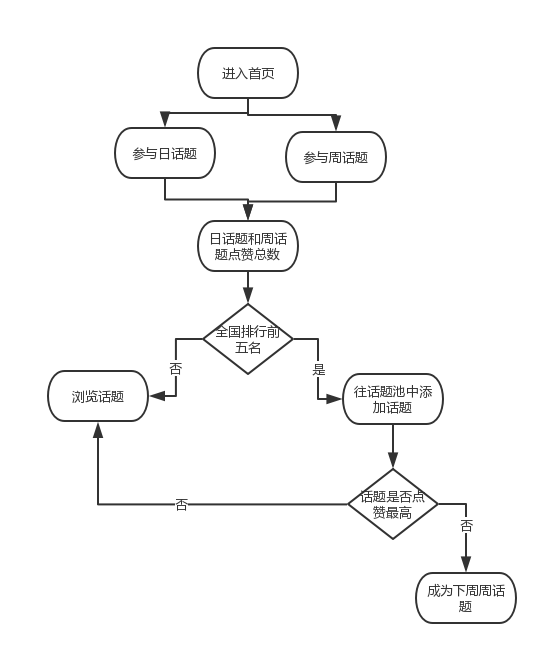 进入首页
参与日话题
参与周话题
日话题和周话
题点赞总数
全国排行前
五名
否
是
浏览话题
往话题池中添
加话题
话题是否点
赞最高
否
否
成为下周周话
题